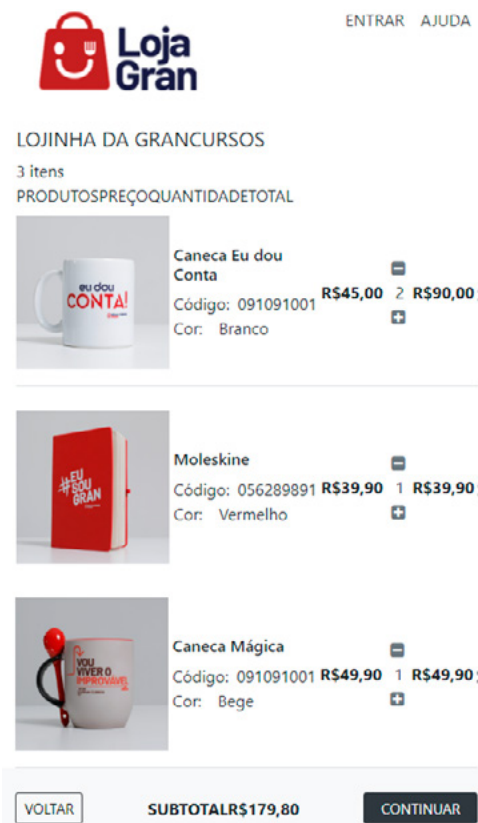 ENTRAR AJUDA
Loja
Gran
LOJINHA DA GRANCURSOS
3 itens
PRODUTOSPREÇOQUANTIDADETOTAL
eu dou
CONTA!
Caneca Eu dou
Conta
Código: 091091001 R$45,00 2 R$90,00
Cor: Branco
#EU
SOU
GRAN
Moleskine
Código: 056289891 R$39,90 1 R$39,90
Cor: Vermelho
VOU
VIVER O
IMPROVÁVEL
Caneca Mágica
Código: 091091001 R$49,90 1 R$49,90
Cor: Bege
VOLTAR SUBTOTALR$179,80 CONTINUAR